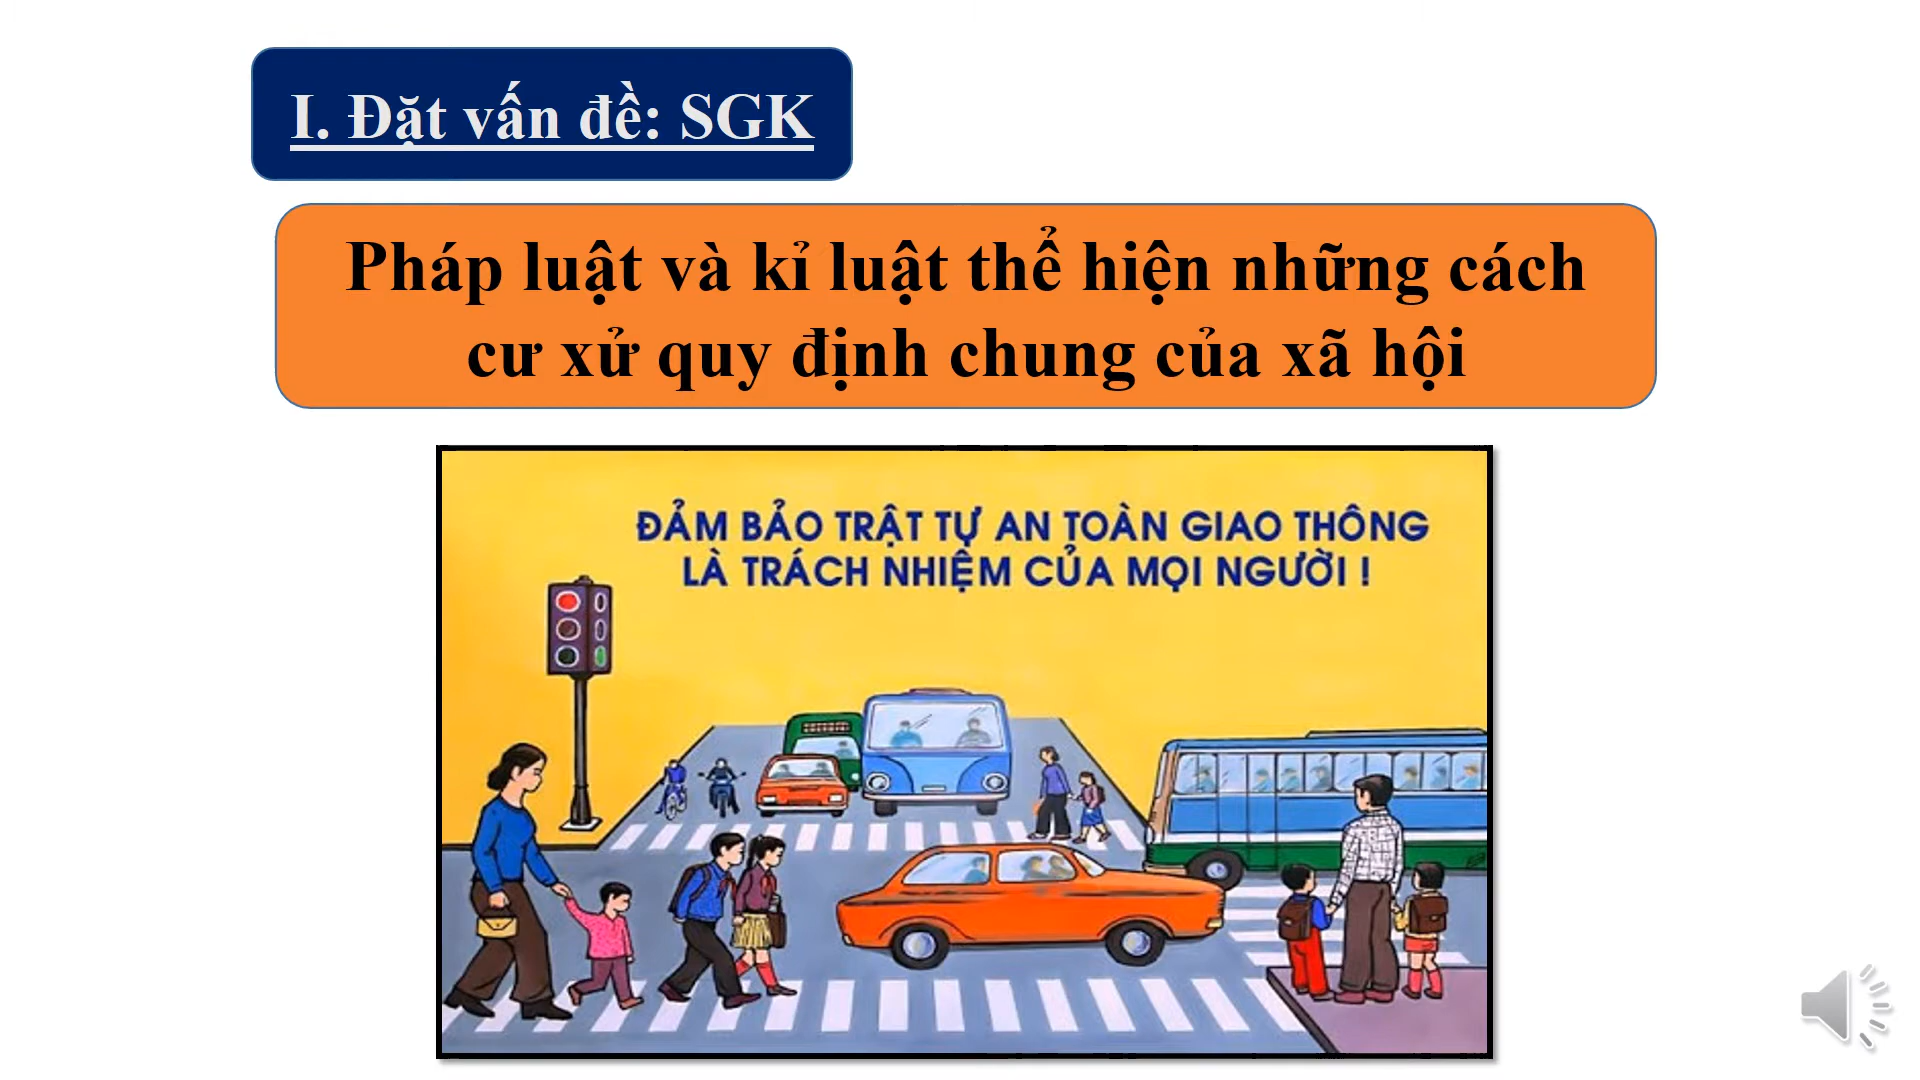 I. Đặt vấn đề: SGK
Pháp luật và kỉ luật thể hiện những cách
cư xử quy định chung của xã hội
ĐẢM BẢO TRẬT TỰ AN TOÀN GIAO THÔNG
LÀ TRÁCH NHIỆM CỦA MỌI NGƯỜI !